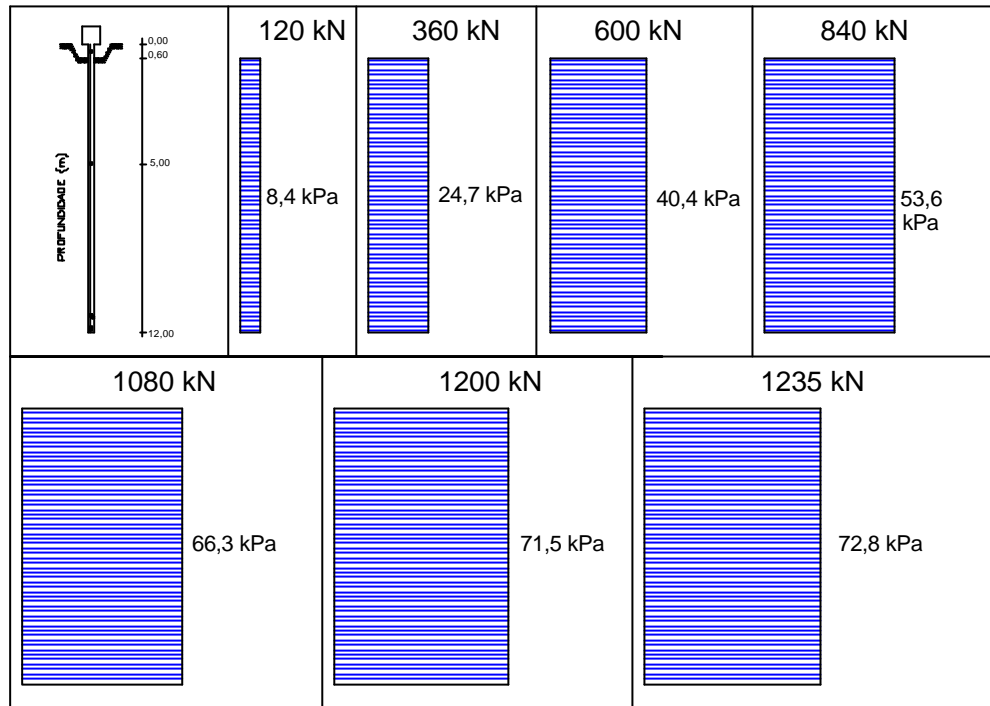 120 kN
360 kN
600 kN
840 kN
0,00
0,60
5,00
12,00
PROFUNDIDADE (m)
8,4 kPa
24,7 kPa
40,4 kPa
53,6
kPa
1080 kN
1200 kN
1235 kN
66,3 kPa
71,5 kPa
72,8 kPa